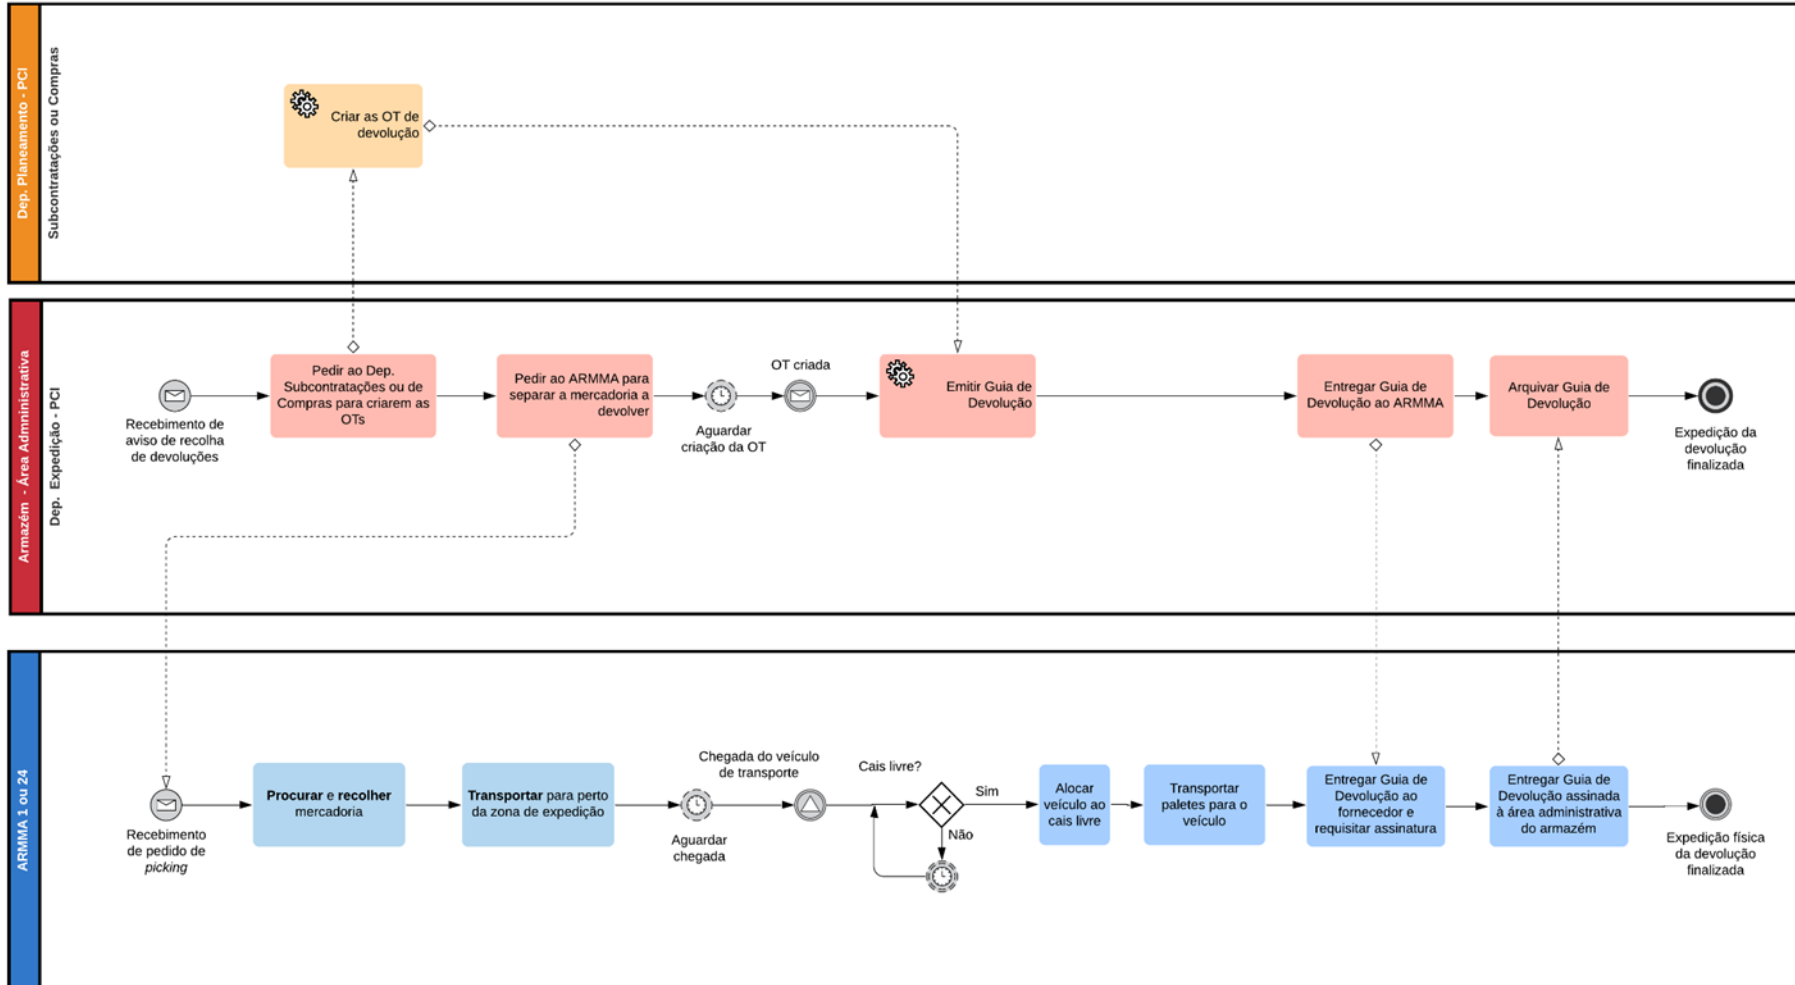 Dep. Planeamento - PCI
Subcontratações ou Compras
Criar as OT de
devolução
Armazém - Área Administrativa
Dep. Expedição - PCI
Recebimento de
aviso de recolha
de devoluções
Pedir ao Dep.
Subcontratações ou de
Compras para criarem as
OTs
Pedir ao ARMMA para
separar a mercadoria a
devolver
Aguardar
criação da OT
OT criada
Emitir Guia de
Devolução
Entregar Guia de
Devolução ao ARMMA
Arquivar Guia de
Devolução
Expedição da
devolução
finalizada
ARMMA 1 ou 24
Recebimento
de pedido de
picking
Procurar e recolher
mercadoria
Transportar para perto
da zona de expedição
Aguardar
chegada
Chegada do veículo
de transporte
Cais livre?
Sim
Não
Alocar
veículo ao
cais livre
Transportar
paletes para o
veículo
Entregar Guia de
Devolução ao
fornecedor e
requisitar assinatura
Entregar Guia de
Devolução assinada
à área administrativa
do armazém
Expedição física
da devolução
finalizada